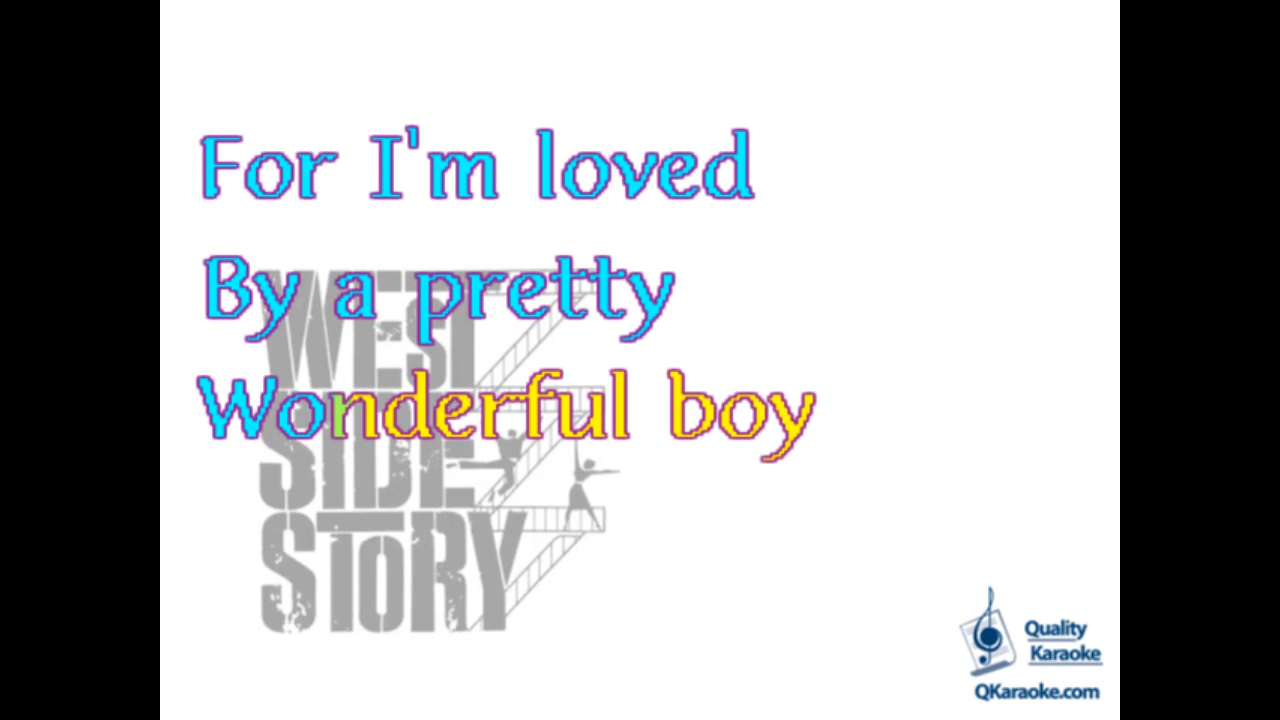 For I'm loved
By a pretty
Wonderful boy
WEST
SIDE
STORY
Quality
Karaoke
QKaraoke.com